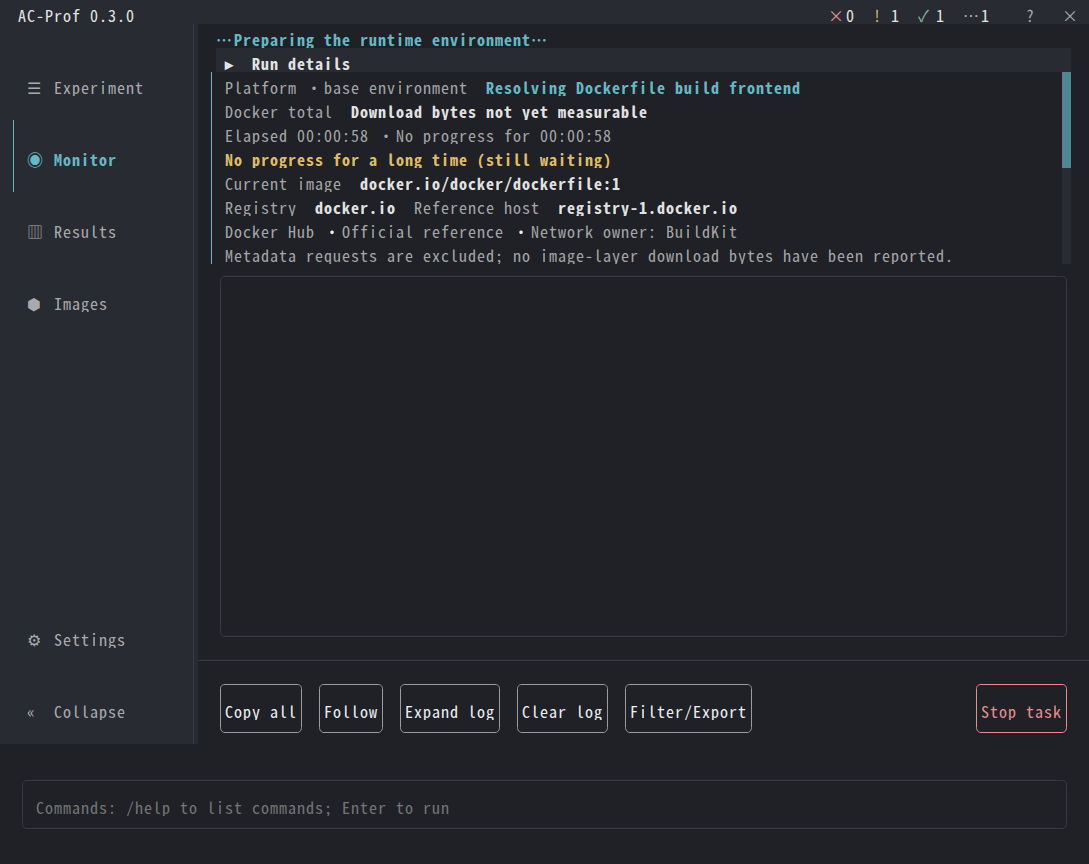 AC-Prof 0.3.0
×0 ! 1 ✓ 1 ⋯1 ? ×
☰ Experiment
◉ Monitor
▥ Results
⬢ Images
⚙ Settings
« Collapse
⋯Preparing the runtime environment⋯
▶ Run details
Platform · base environment Resolving Dockerfile build frontend
Docker total Download bytes not yet measurable
Elapsed 00:00:58 · No progress for 00:00:58
No progress for a long time (still waiting)
Current image docker.io/docker/dockerfile:1
Registry docker.io Reference host registry-1.docker.io
Docker Hub · Official reference · Network owner: BuildKit
Metadata requests are excluded; no image-layer download bytes have been reported.
Copy all Follow Expand log Clear log Filter/Export Stop task
Commands: /help to list commands; Enter to run